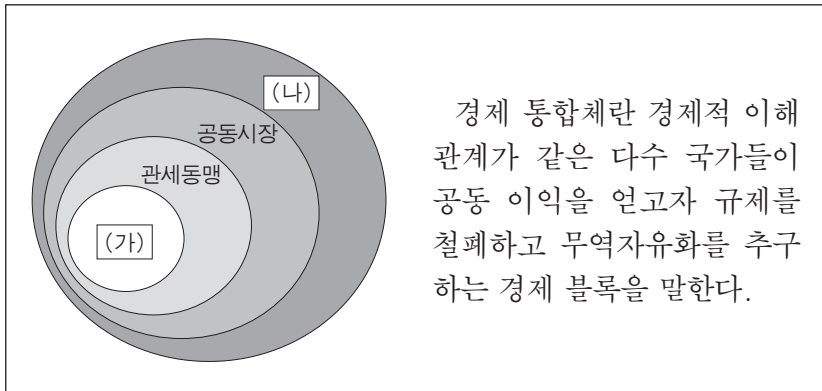 (나)
공동시장
관세동맹
(가)
경제 통합체란 경제적 이해
관계가 같은 다수 국가들이
공동 이익을 얻고자 규제를
철폐하고 무역자유화를 추구
하는 경제 블록을 말한다.